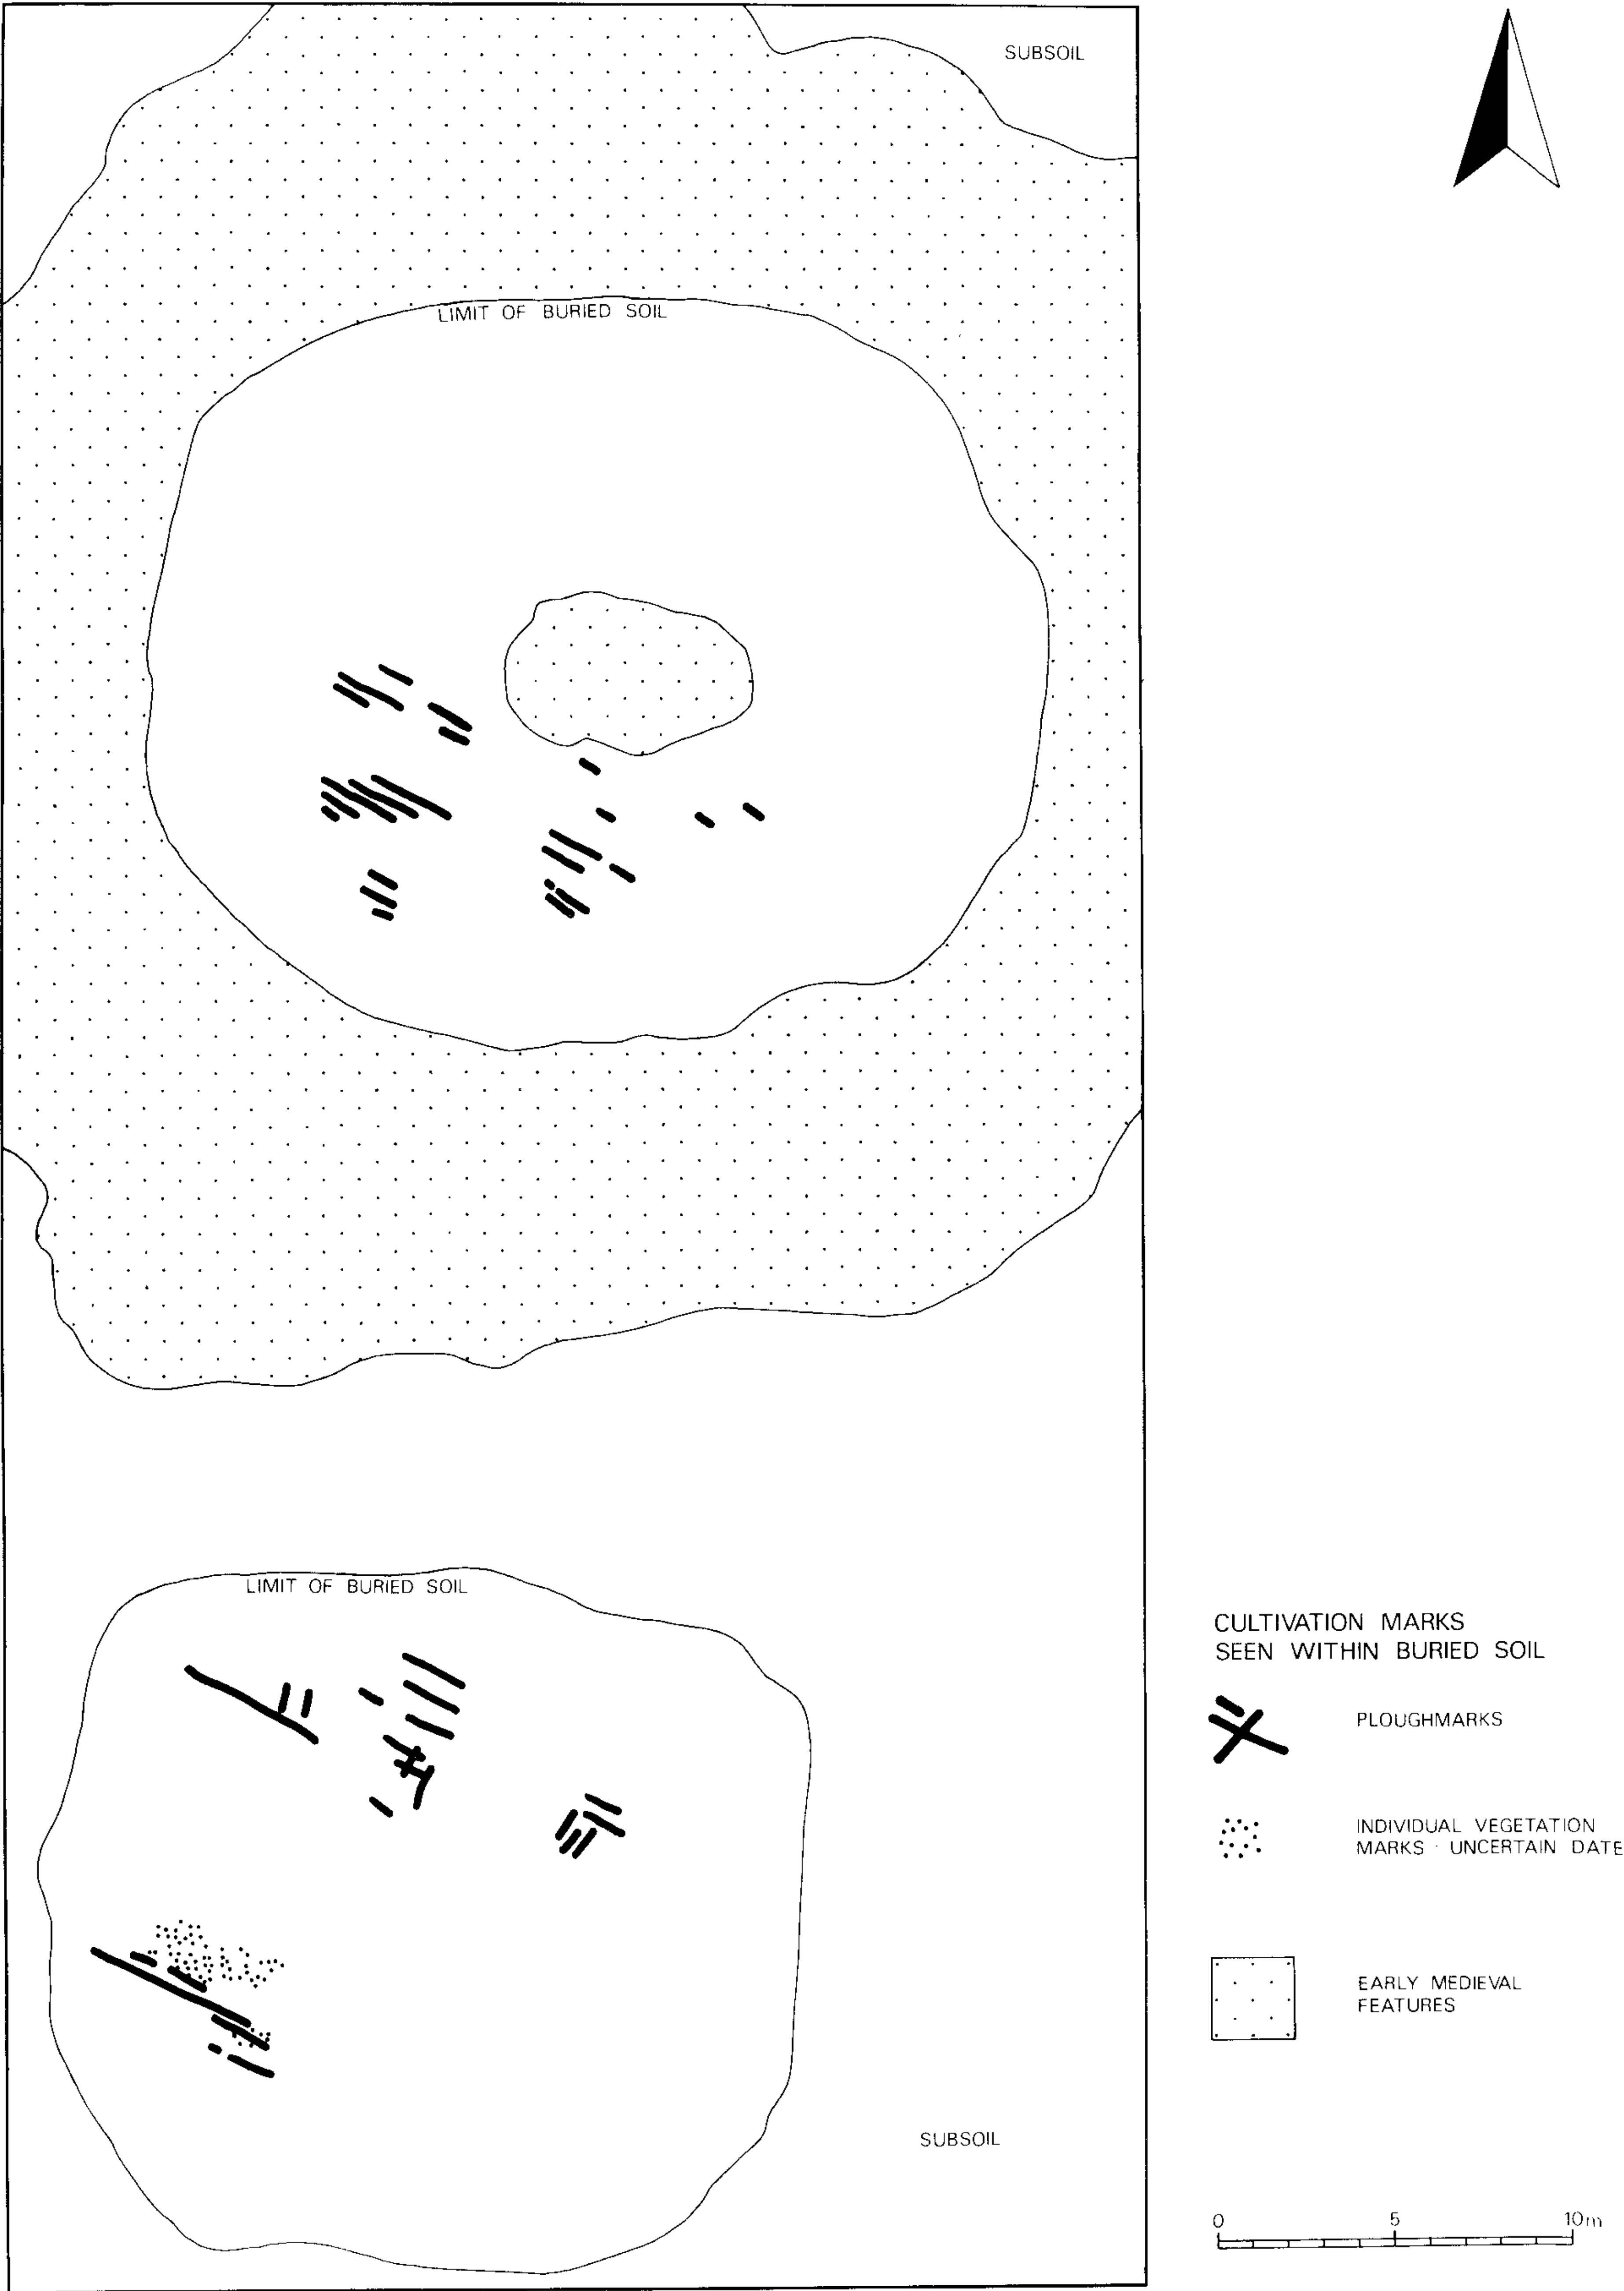 SUBSOIL
LIMIT OF BURIED SOIL
LIMIT OF BURIED SOIL
SUBSOIL
CULTIVATION MARKS
SEEN WITHIN BURIED SOIL
PLOUGHMARKS
INDIVIDUAL VEGETATION
MARKS · UNCERTAIN DATE
EARLY MEDIEVAL
FEATURES
0 5 10m